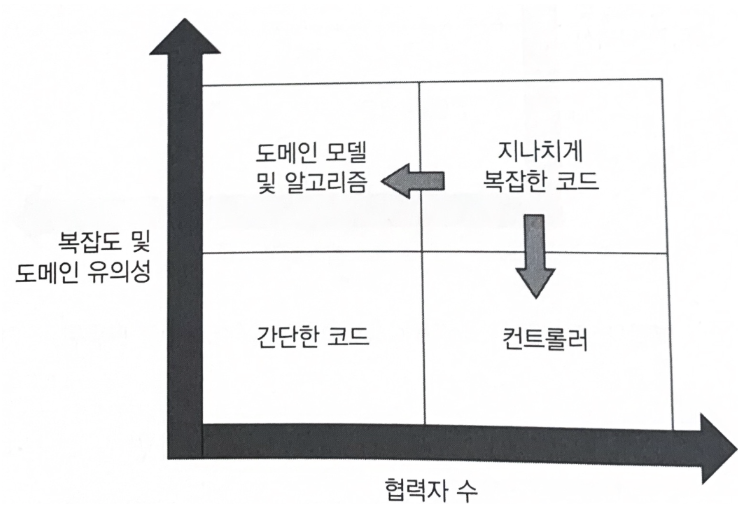 도메인 모델
및 알고리즘
지나치게
복잡한 코드
복잡도 및
도메인 유의성
간단한 코드
컨트롤러
협력자 수